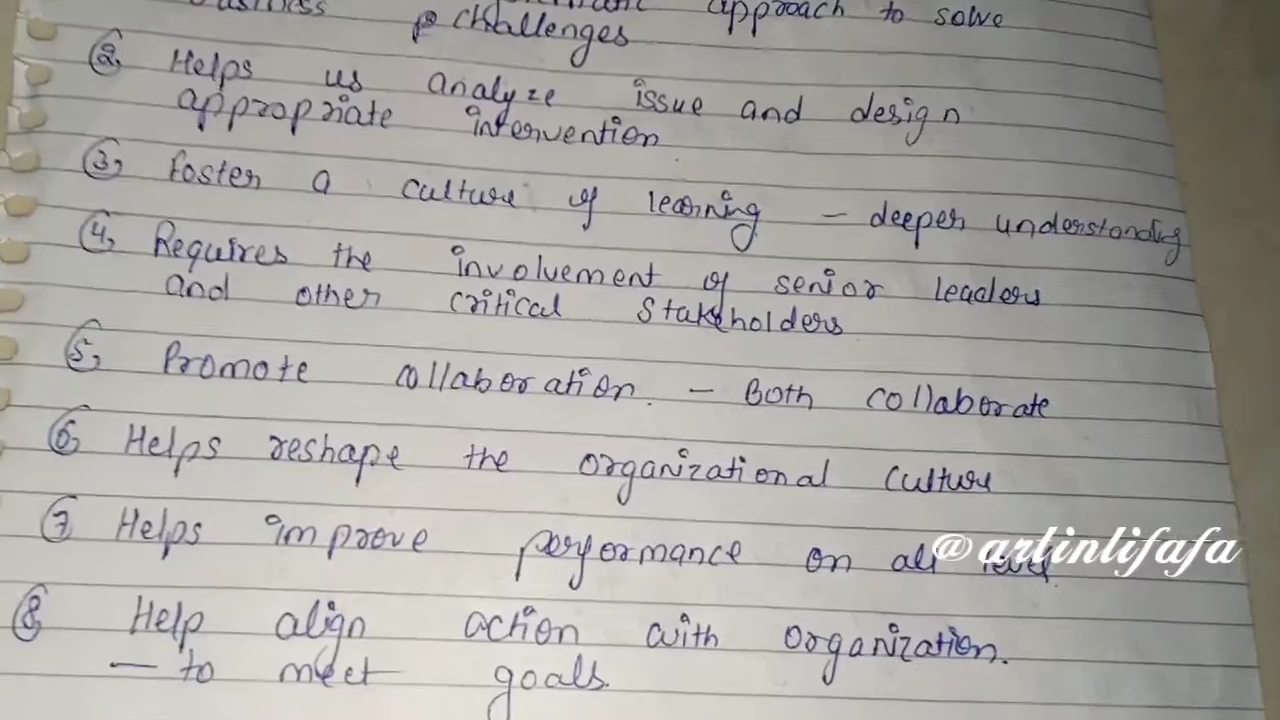 business approach to solve
challenges
2, Helps us analyze issue and design
appropriate intervention
3, foster a culture of learning - deeper understanding
4, Requires the involvement of senior leaders
and other critical stakeholders
5, Promote collaboration. - Both collaborate
6, Helps reshape the organizational culture
7, Helps improve performance on all level
@artinlifafa
8, Help align action with organization.
- to meet goals.